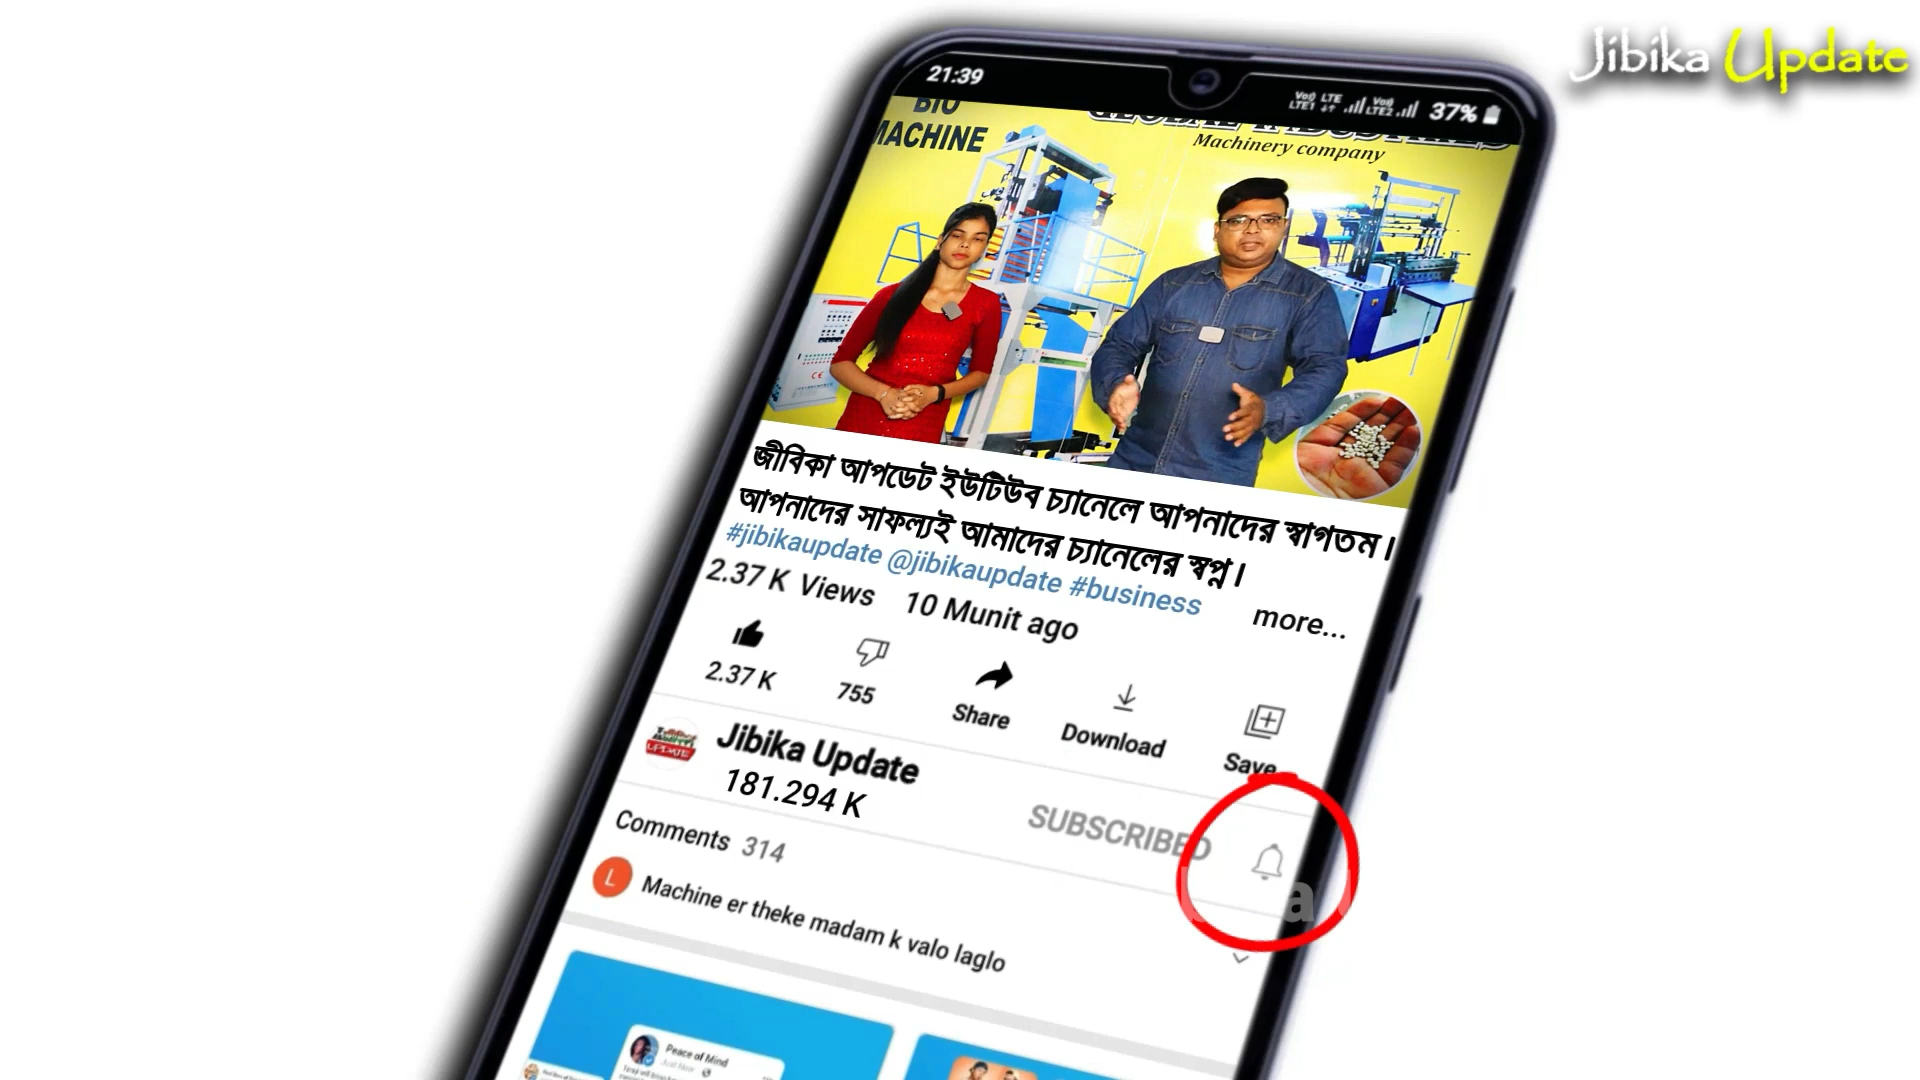 Jibika Update
21:39
37%
BIO
MACHINE
Machinery company
জীবিকা আপডেট ইউটিউব চ্যানেলে আপনাদের স্বাগতম।
আপনাদের সাফল্যই আমাদের চ্যানেলের স্বপ্ন।
#jibikaupdate @jibikaupdate #business
more...
2.37 K Views 10 Munit ago
2.37 K
755
Share
Download
Save
Jibika Update
181.294 K
SUBSCRIBED
Comments 314
L
Machine er theke madam k valo laglo
Peace of Mind